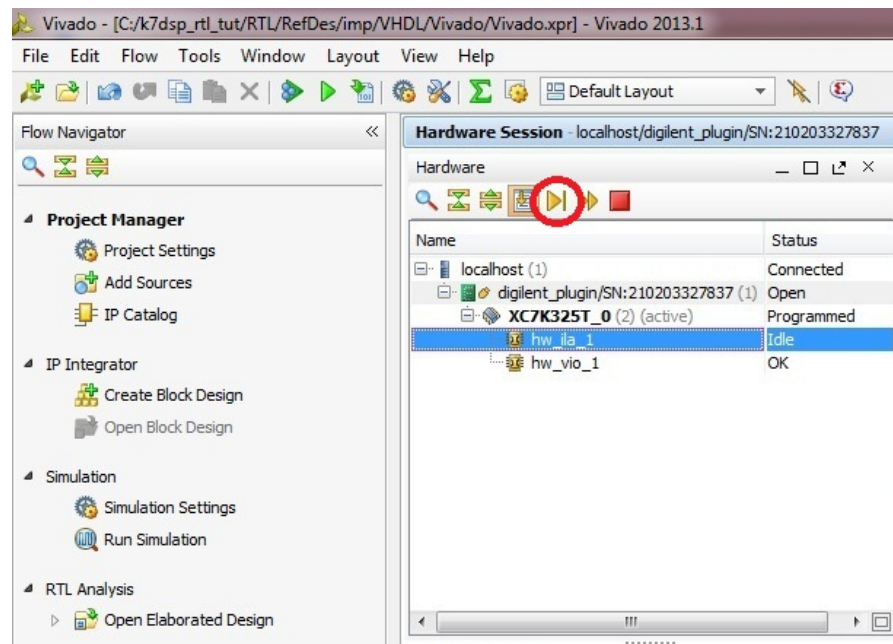 Vivado - [C:/k7dsp_rtl_tut/RTL/RefDes/imp/VHDL/Vivado/Vivado.xpr] - Vivado 2013.1
File Edit Flow Tools Window Layout View Help
Default Layout
Flow Navigator
Project Manager
Project Settings
Add Sources
IP Catalog
IP Integrator
Create Block Design
Open Block Design
Simulation
Simulation Settings
Run Simulation
RTL Analysis
Open Elaborated Design
Hardware Session - localhost/digilent_plugin/SN:210203327837
Hardware
Name Status
localhost (1) Connected
digilent_plugin/SN:210203327837 (1) Open
XC7K325T_0 (2) (active) Programmed
hw_ila_1 Idle
hw_vio_1 OK